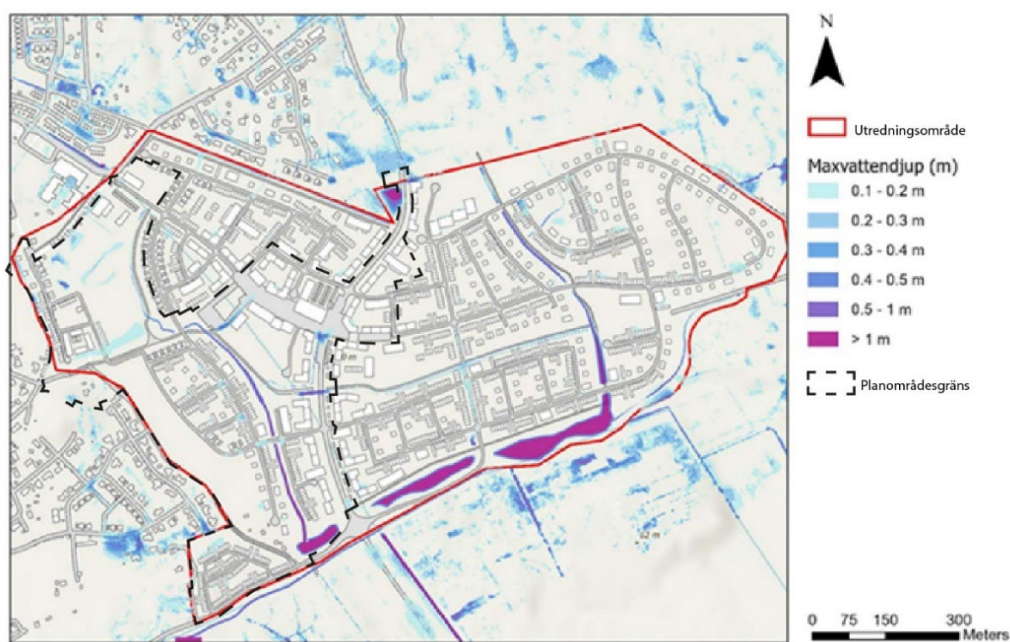 N
Utredningsområde
Maxvattendjup (m)
0.1 - 0.2 m
0.2 - 0.3 m
0.3 - 0.4 m
0.4 - 0.5 m
0.5 - 1 m
> 1 m
Planområdesgräns
0 75 150 300
Meters